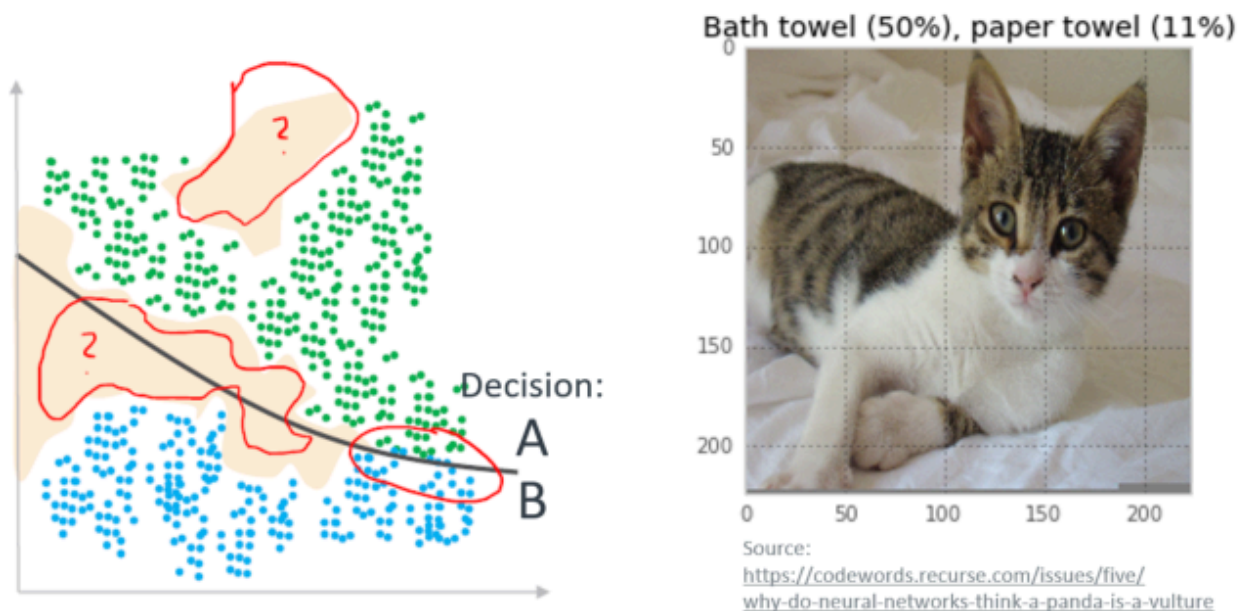 ?
?
Decision:
A
B
Bath towel (50%), paper towel (11%)
0
50
100
150
200
0
50
100
150
200
Source:
https://codewords.recurse.com/issues/five/
why-do-neural-networks-think-a-panda-is-a-vulture